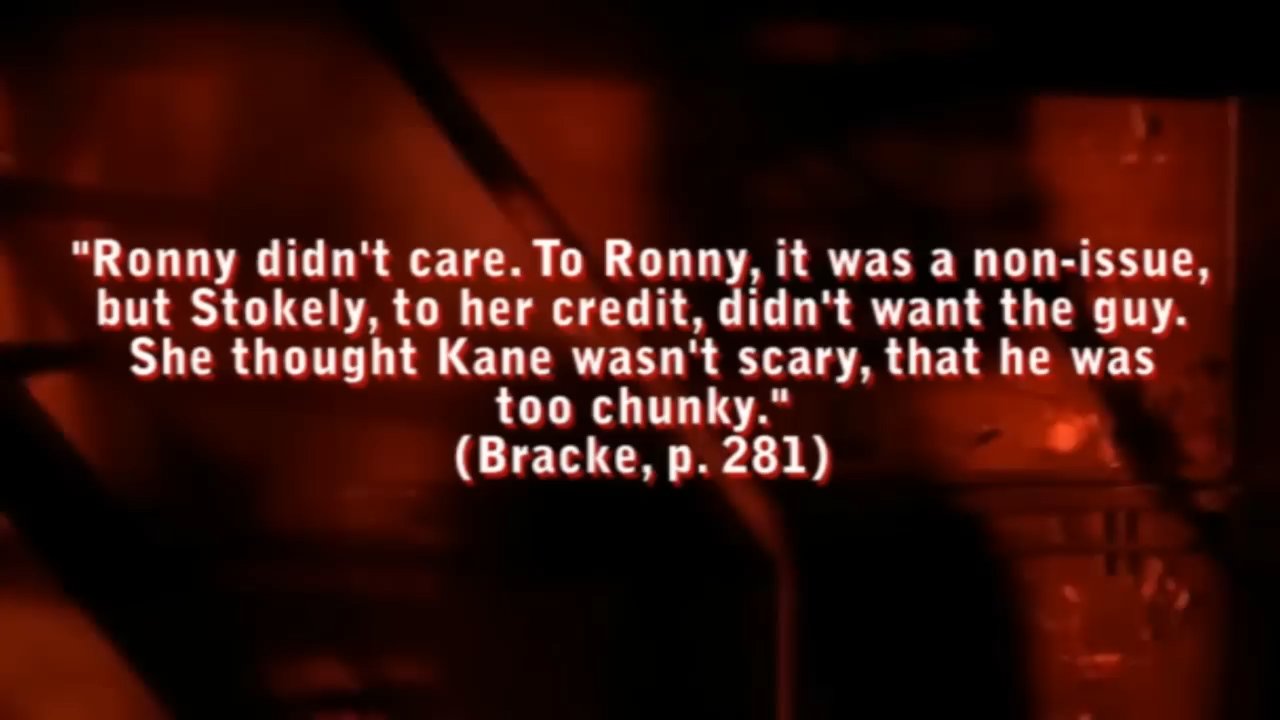 "Ronny didn't care. To Ronny, it was a non-issue,
but Stokely, to her credit, didn't want the guy.
She thought Kane wasn't scary, that he was
too chunky."
(Bracke, p. 281)